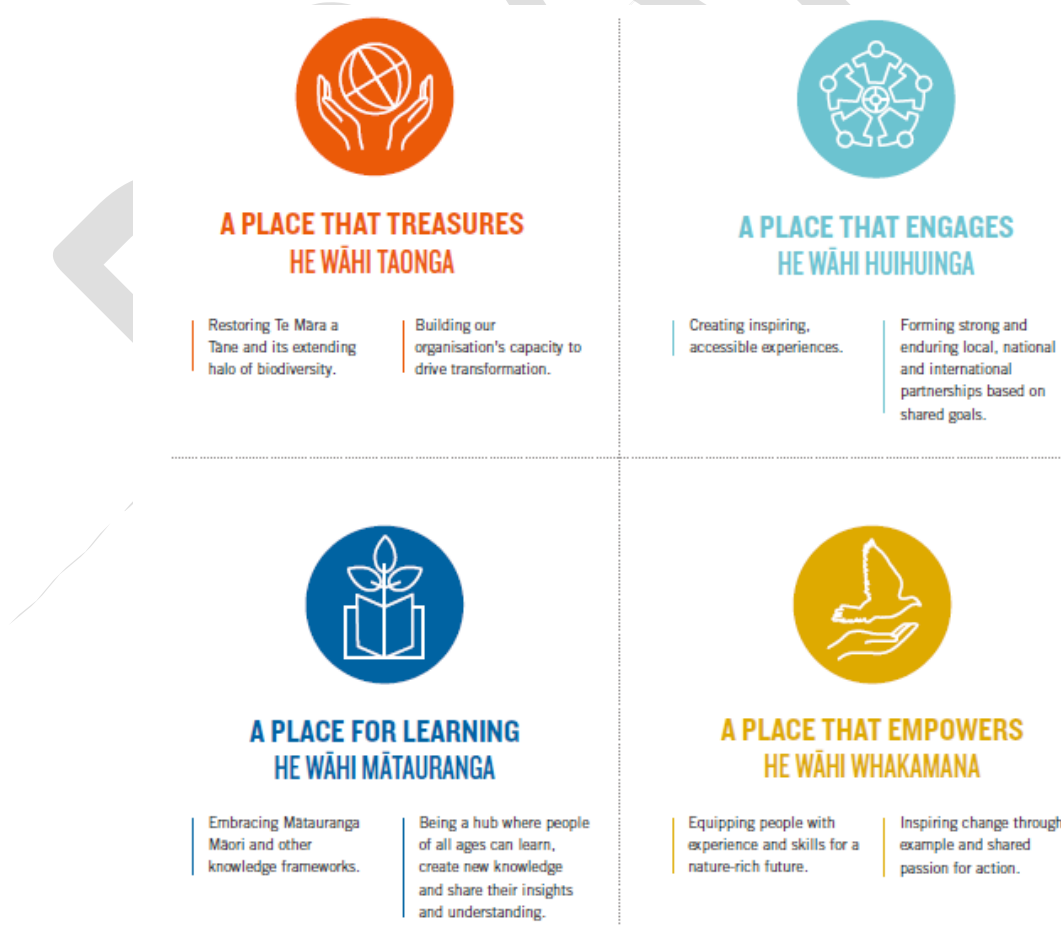 A PLACE THAT TREASURES
HE WĀHI TAONGA
Restoring Te Māra a
Tāne and its extending
halo of biodiversity.
Building our
organisation's capacity to
drive transformation.
A PLACE THAT ENGAGES
HE WĀHI HUIHUINGA
Creating inspiring,
accessible experiences.
Forming strong and
enduring local, national
and international
partnerships based on
shared goals.
A PLACE FOR LEARNING
HE WĀHI MĀTAURANGA
Embracing Mātauranga
Māori and other
knowledge frameworks.
Being a hub where people
of all ages can learn,
create new knowledge
and share their insights
and understanding.
A PLACE THAT EMPOWERS
HE WĀHI WHAKAMANA
Equipping people with
experience and skills for a
nature-rich future.
Inspiring change through
example and shared
passion for action.